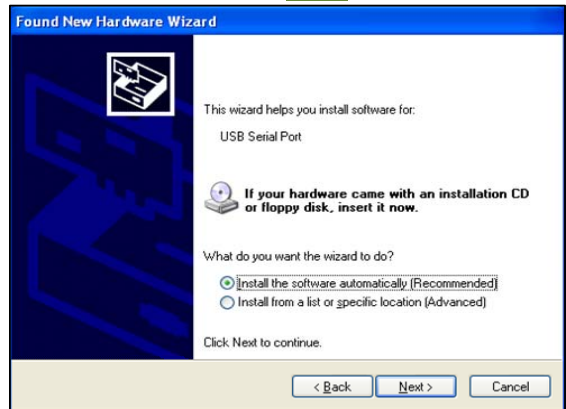 Found New Hardware Wizard
This wizard helps you install software for:
USB Serial Port
If your hardware came with an installation CD
or floppy disk, insert it now.
What do you want the wizard to do?
Install the software automatically (Recommended)
Install from a list or specific location (Advanced)
Click Next to continue.
< Back Next > Cancel